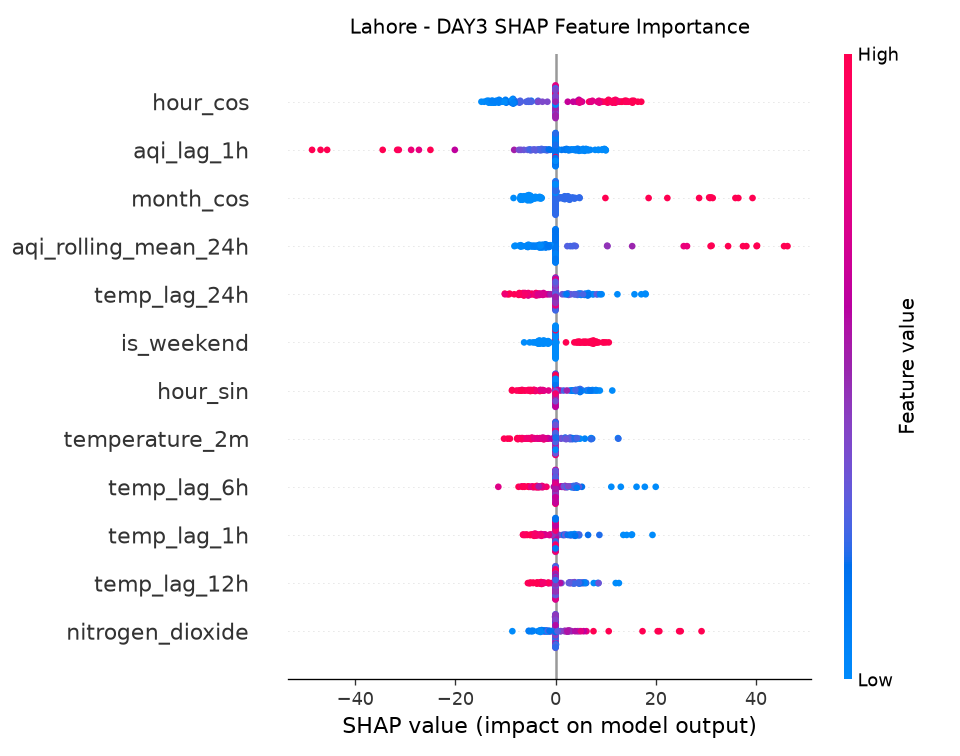 Lahore - DAY3 SHAP Feature Importance
High
hour_cos
aqi_lag_1h
month_cos
aqi_rolling_mean_24h
temp_lag_24h
is_weekend
hour_sin
temperature_2m
temp_lag_6h
temp_lag_1h
temp_lag_12h
nitrogen_dioxide
Feature value
Low
−40 −20 0 20 40
SHAP value (impact on model output)